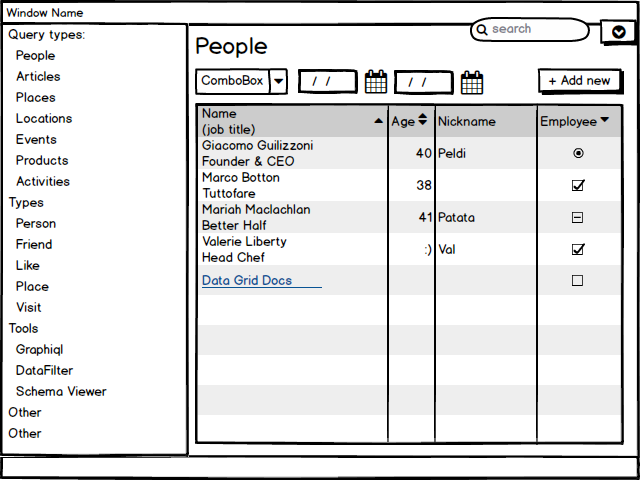 Window Name
search
Query types:
People
Articles
Places
Locations
Events
Products
Activities
Types
Person
Friend
Like
Place
Visit
Tools
Graphiql
DataFilter
Schema Viewer
Other
Other
People
ComboBox
/ /
/ /
+ Add new
Name
(job title)
Age
Nickname
Employee
Giacomo Guilizzoni
Founder & CEO
40
Peldi
Marco Botton
Tuttofare
38
Mariah Maclachlan
Better Half
41
Patata
Valerie Liberty
Head Chef
:)
Val
Data Grid Docs